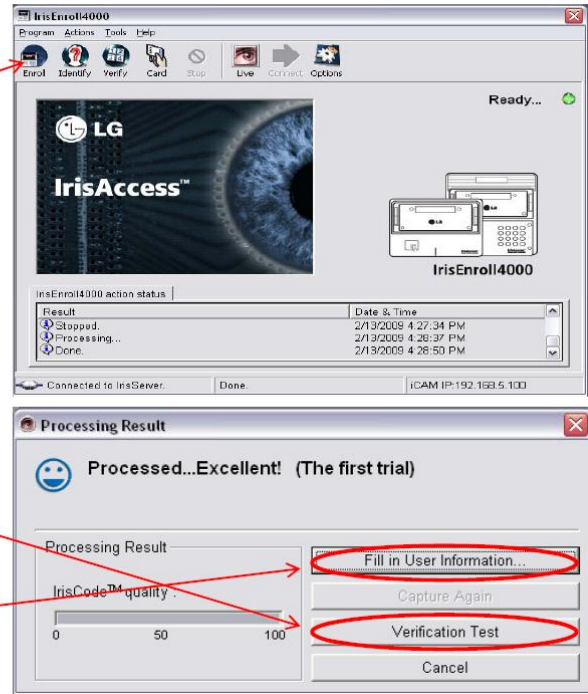 IrisEnroll4000
Program Actions Tools Help
Enrol Identify Verify Card Stop Live Connect Options
Ready...
LG
IrisAccess™
IrisEnroll4000
IrisEnroll4000 action status
Result Date & Time
Stopped. 2/13/2009 4:27:34 PM
Processing... 2/13/2009 4:28:37 PM
Done. 2/13/2009 4:28:50 PM
Connected to IrisServer. Done. iCAM IP:192.168.5.100
Processing Result
Processed...Excellent! (The first trial)
Processing Result
Fill in User Information...
IrisCode™ quality :
Capture Again
0 50 100
Verification Test
Cancel